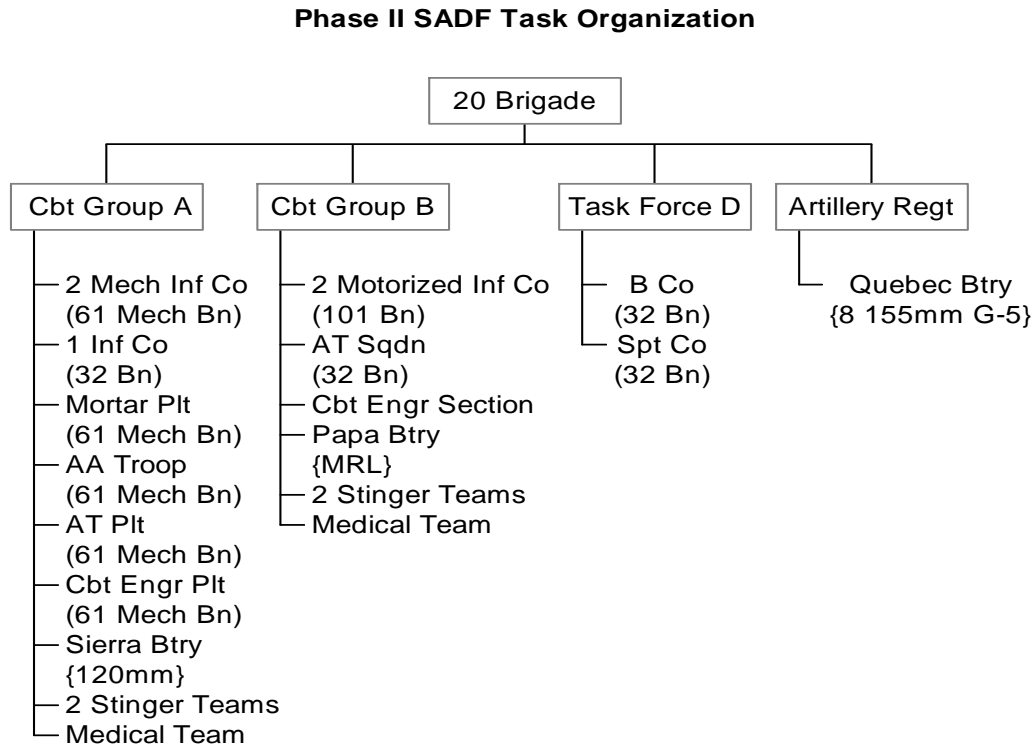 Phase II SADF Task Organization
20 Brigade
Cbt Group A
2 Mech Inf Co
(61 Mech Bn)
1 Inf Co
(32 Bn)
Mortar Plt
(61 Mech Bn)
AA Troop
(61 Mech Bn)
AT Plt
(61 Mech Bn)
Cbt Engr Plt
(61 Mech Bn)
Sierra Btry
{120mm}
2 Stinger Teams
Medical Team
Cbt Group B
2 Motorized Inf Co
(101 Bn)
AT Sqdn
(32 Bn)
Cbt Engr Section
Papa Btry
{MRL}
2 Stinger Teams
Medical Team
Task Force D
B Co
(32 Bn)
Spt Co
(32 Bn)
Artillery Regt
Quebec Btry
{8 155mm G-5}